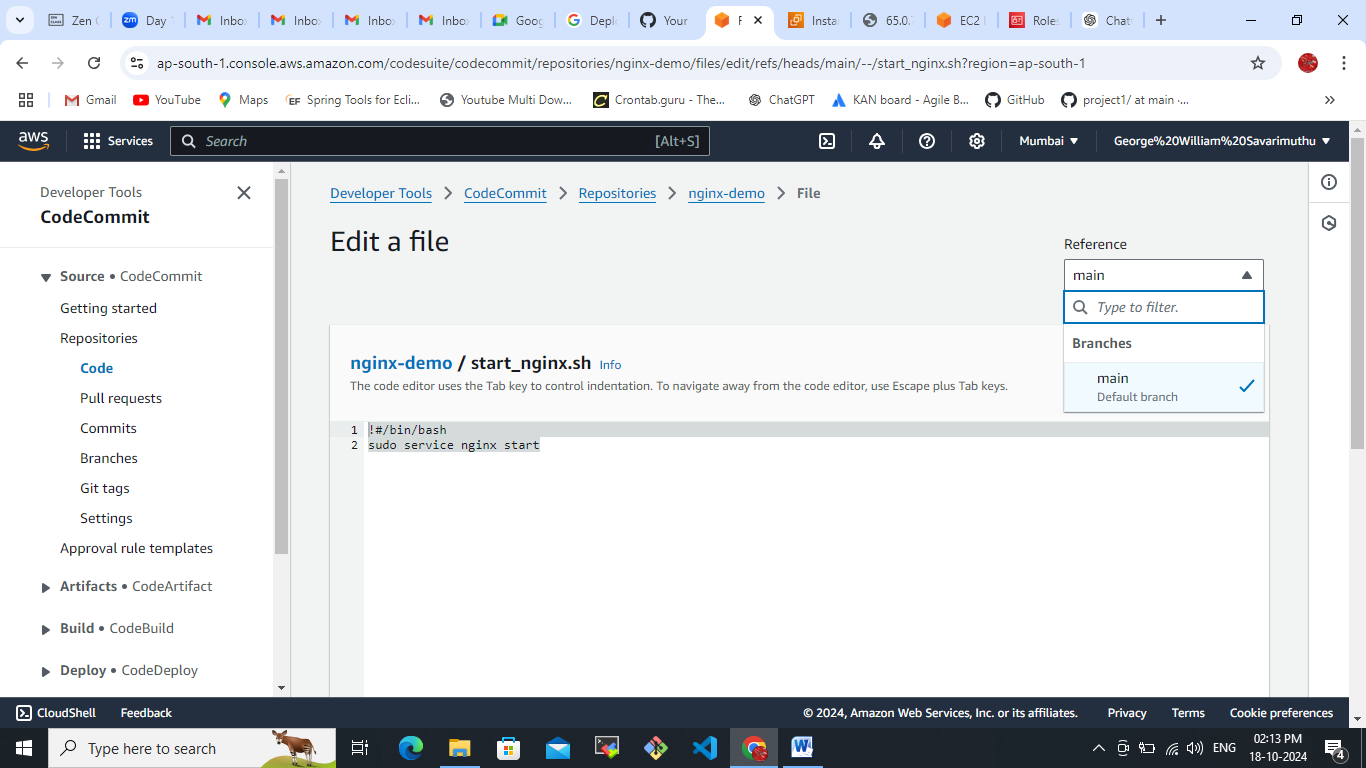 Zen C
Day 1
Inbox
Inbox
Inbox
Inbox
Goog
Deplo
Your
F
Insta
65.0.
EC2 I
Roles
Chat
ap-south-1.console.aws.amazon.com/codesuite/codecommit/repositories/nginx-demo/files/edit/refs/heads/main/--/start_nginx.sh?region=ap-south-1
Gmail
YouTube
Maps
Spring Tools for Ecli...
Youtube Multi Dow...
Crontab.guru - The...
ChatGPT
KAN board - Agile B...
GitHub
project1/ at main ·...
aws
Services
Search
[Alt+S]
Mumbai
George%20William%20Savarimuthu
Developer Tools
CodeCommit
Source • CodeCommit
Getting started
Repositories
Code
Pull requests
Commits
Branches
Git tags
Settings
Approval rule templates
Artifacts • CodeArtifact
Build • CodeBuild
Deploy • CodeDeploy
Developer Tools
CodeCommit
Repositories
nginx-demo
File
Edit a file
Reference
main
Type to filter.
Branches
main
Default branch
nginx-demo / start_nginx.sh Info
The code editor uses the Tab key to control indentation. To navigate away from the code editor, use Escape plus Tab keys.
1 !#/bin/bash
2 sudo service nginx start
CloudShell
Feedback
© 2024, Amazon Web Services, Inc. or its affiliates.
Privacy
Terms
Cookie preferences
Type here to search
ENG
02:13 PM
18-10-2024
4